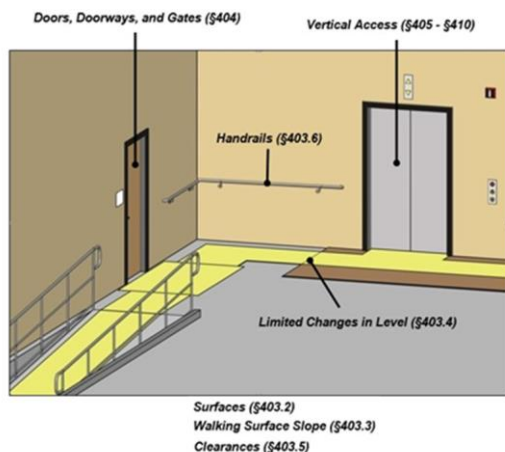 Doors, Doorways, and Gates (§404)
Vertical Access (§405 - §410)
Handrails (§403.6)
Limited Changes in Level (§403.4)
Surfaces (§403.2)
Walking Surface Slope (§403.3)
Clearances (§403.5)